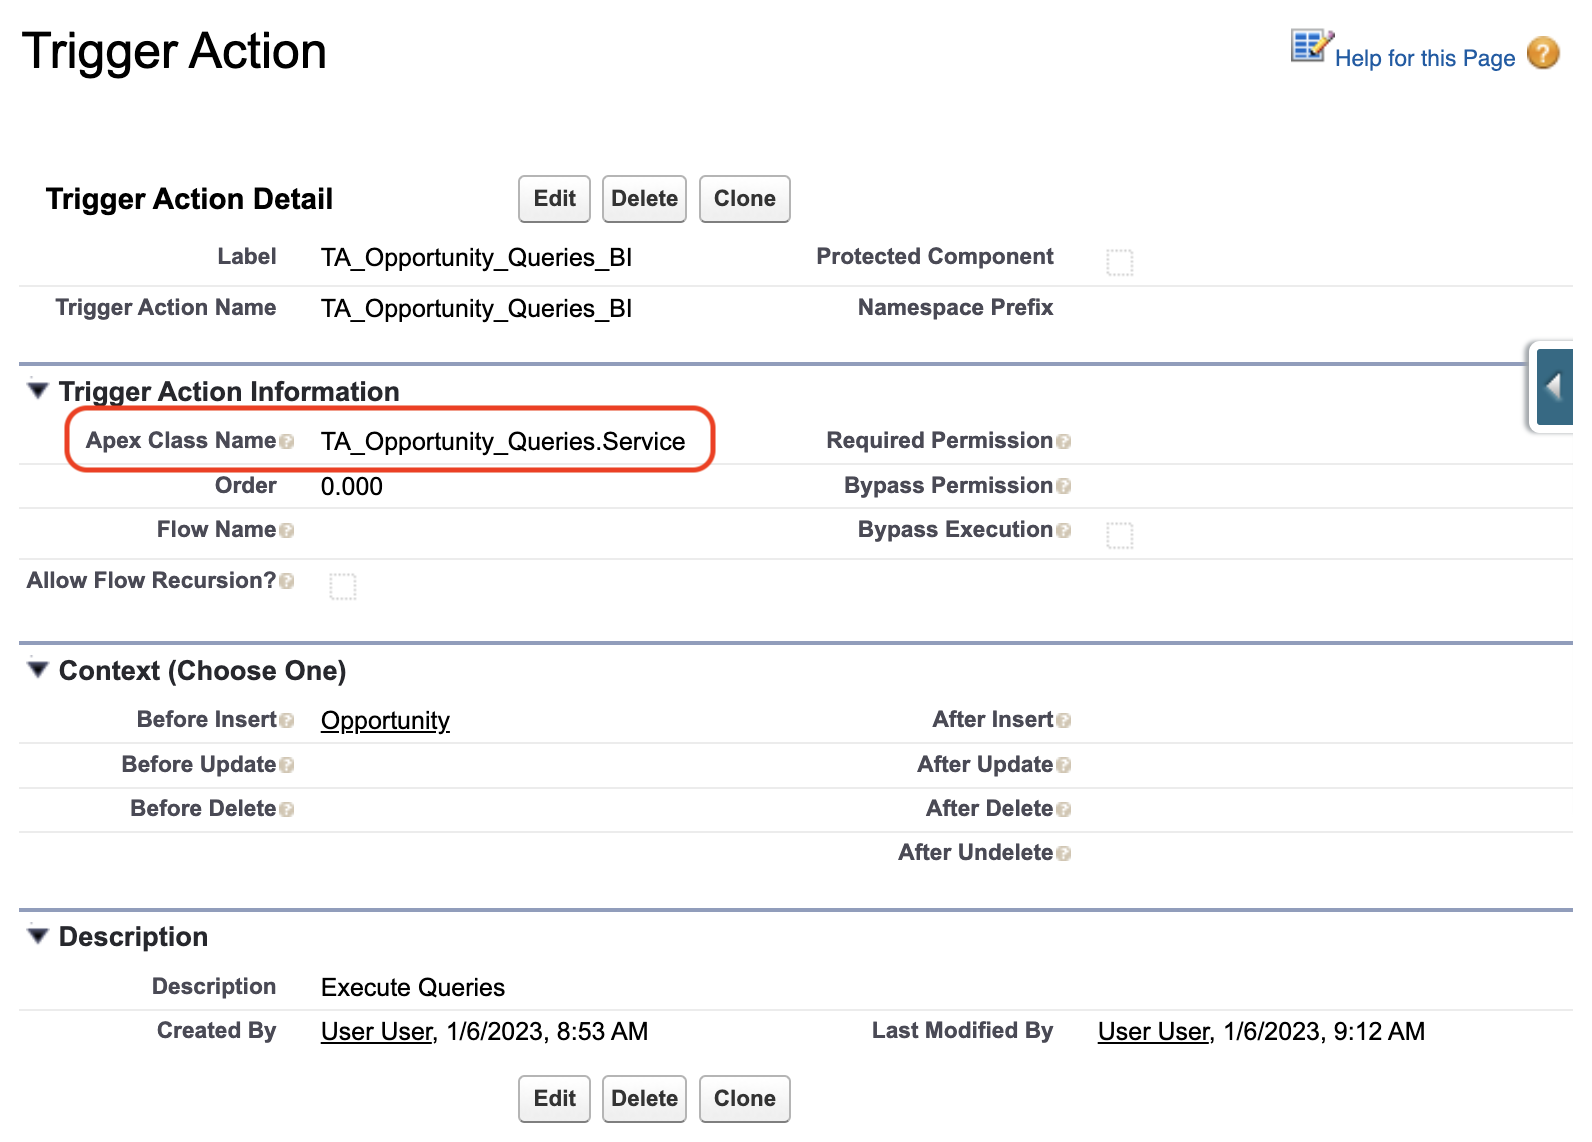 Trigger Action
Help for this Page ?
Trigger Action Detail Edit Delete Clone
Label TA_Opportunity_Queries_BI Protected Component
Trigger Action Name TA_Opportunity_Queries_BI Namespace Prefix
Trigger Action Information
Apex Class Name ? TA_Opportunity_Queries.Service Required Permission ?
Order 0.000 Bypass Permission ?
Flow Name ? Bypass Execution ?
Allow Flow Recursion? ?
Context (Choose One)
Before Insert ? Opportunity After Insert ?
Before Update ? After Update ?
Before Delete ? After Delete ?
After Undelete ?
Description
Description Execute Queries
Created By User User, 1/6/2023, 8:53 AM Last Modified By User User, 1/6/2023, 9:12 AM
Edit Delete Clone